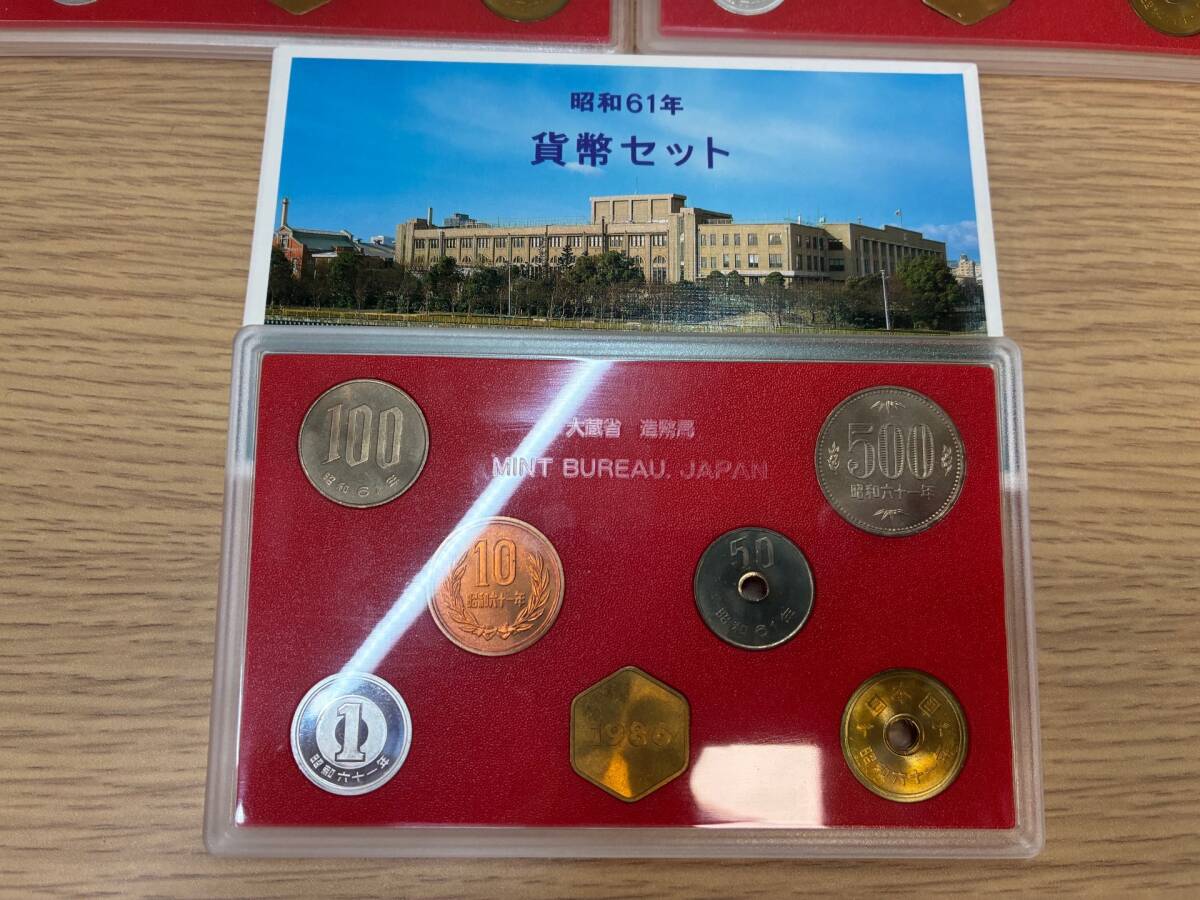 昭和61年
貨幣セット
大蔵省 造幣局
MINT BUREAU, JAPAN
100
昭和61年
500
昭和六十一年
10
昭和六十一年
50
昭和61年
1
昭和六十一年
1986
日本国
昭和六十一年